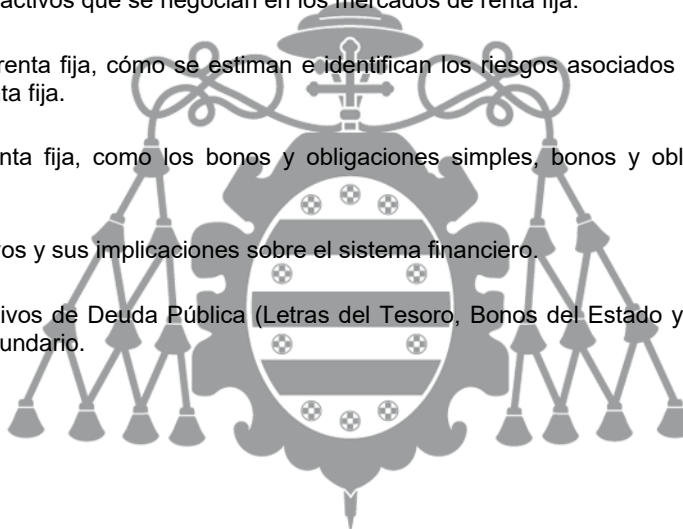 activos que se negocian en los mercados de renta fija.
renta fija, cómo se estiman e identifican los riesgos asociados
nta fija.
nta fija, como los bonos y obligaciones simples, bonos y obl
vos y sus implicaciones sobre el sistema financiero.
ivos de Deuda Pública (Letras del Tesoro, Bonos del Estado y
undario.